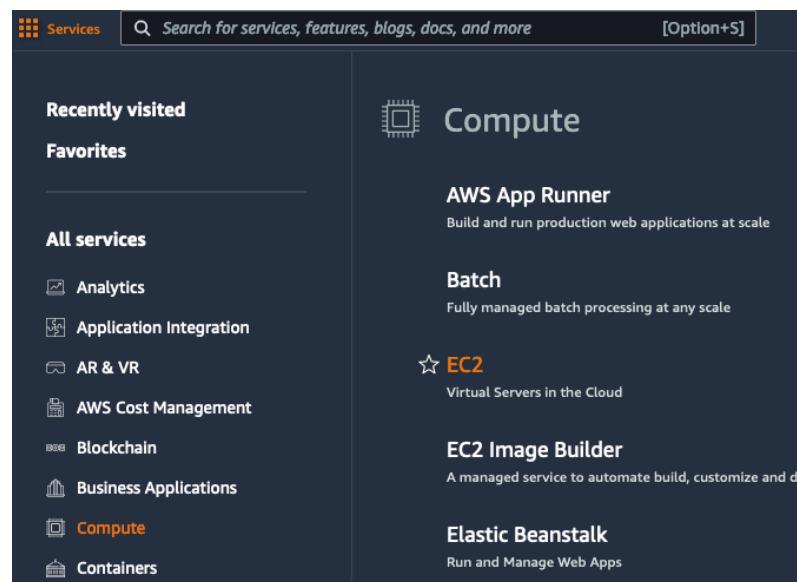 Services
Search for services, features, blogs, docs, and more [Option+S]
Recently visited
Favorites
All services
Analytics
Application Integration
AR & VR
AWS Cost Management
Blockchain
Business Applications
Compute
Containers
Compute
AWS App Runner
Build and run production web applications at scale
Batch
Fully managed batch processing at any scale
EC2
Virtual Servers in the Cloud
EC2 Image Builder
A managed service to automate build, customize and d
Elastic Beanstalk
Run and Manage Web Apps